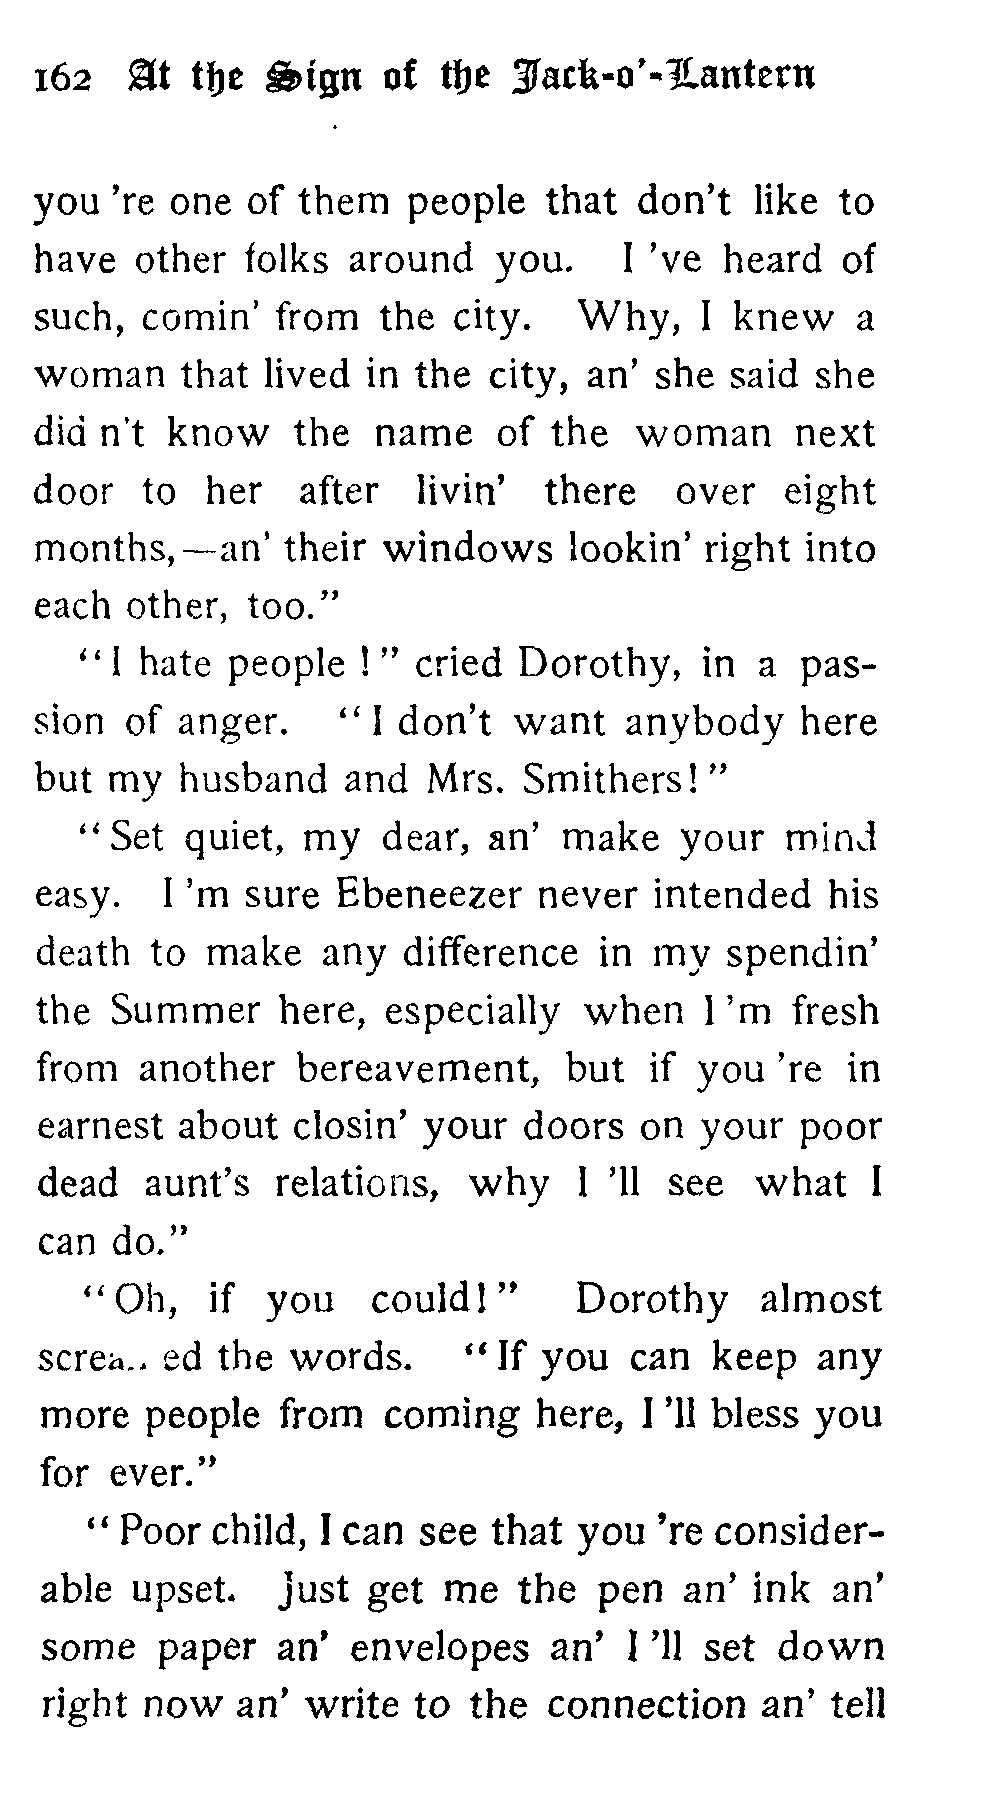 162 At the Sign of the Jack-o'-Lantern
you 're one of them people that don't like to
have other folks around you. I 've heard of
such, comin' from the city. Why, I knew a
woman that lived in the city, an' she said she
did n't know the name of the woman next
door to her after livin' there over eight
months,—an' their windows lookin' right into
each other, too."
"I hate people!" cried Dorothy, in a pas-
sion of anger. "I don't want anybody here
but my husband and Mrs. Smithers!"
"Set quiet, my dear, an' make your mind
easy. I 'm sure Ebeneezer never intended his
death to make any difference in my spendin'
the Summer here, especially when I 'm fresh
from another bereavement, but if you 're in
earnest about closin' your doors on your poor
dead aunt's relations, why I 'll see what I
can do."
"Oh, if you could!" Dorothy almost
the words. "If you can keep any
more people from coming here, I 'll bless you
for ever."
"Poor child, I can see that you 're consider-
able upset. Just get me the pen an' ink an'
some paper an' envelopes an' I 'll set down
right now an' write to the connection an' tell